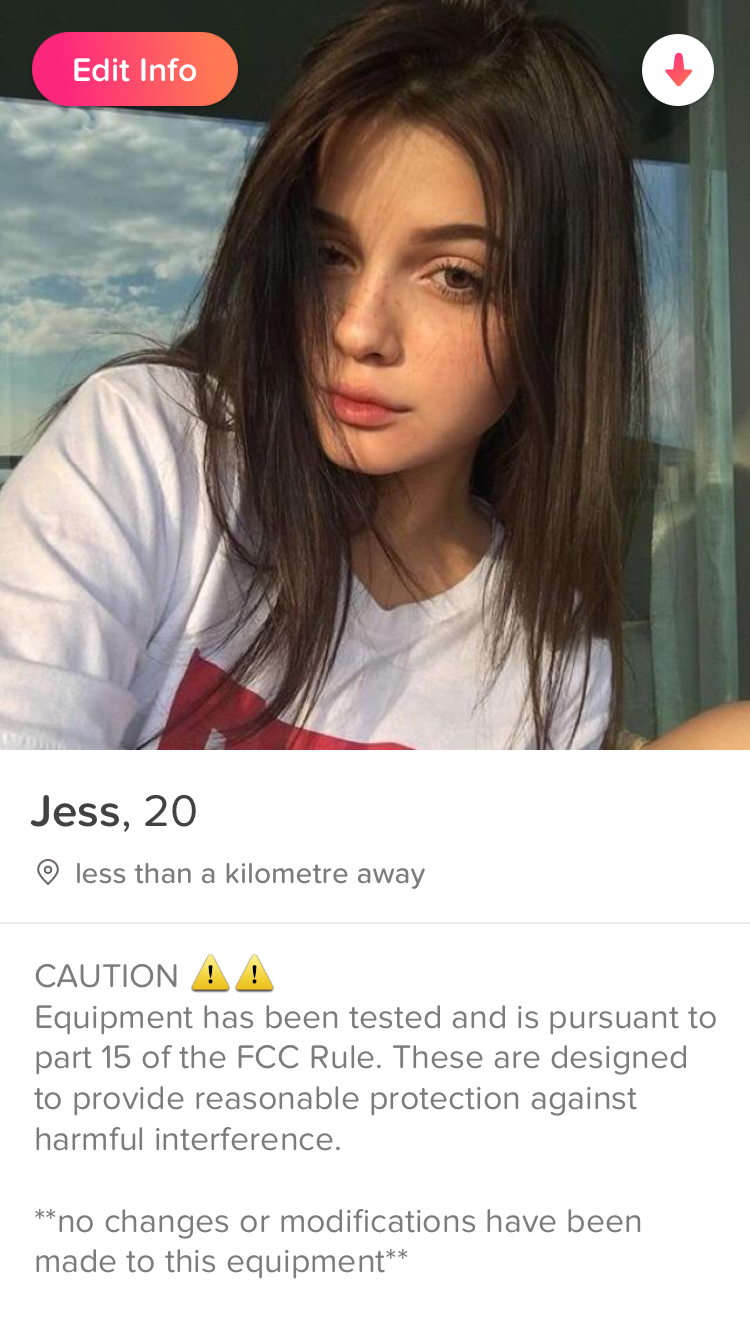 Edit Info
Jess, 20
less than a kilometre away
CAUTION ⚠️⚠️
Equipment has been tested and is pursuant to
part 15 of the FCC Rule. These are designed
to provide reasonable protection against
harmful interference.
**no changes or modifications have been
made to this equipment**